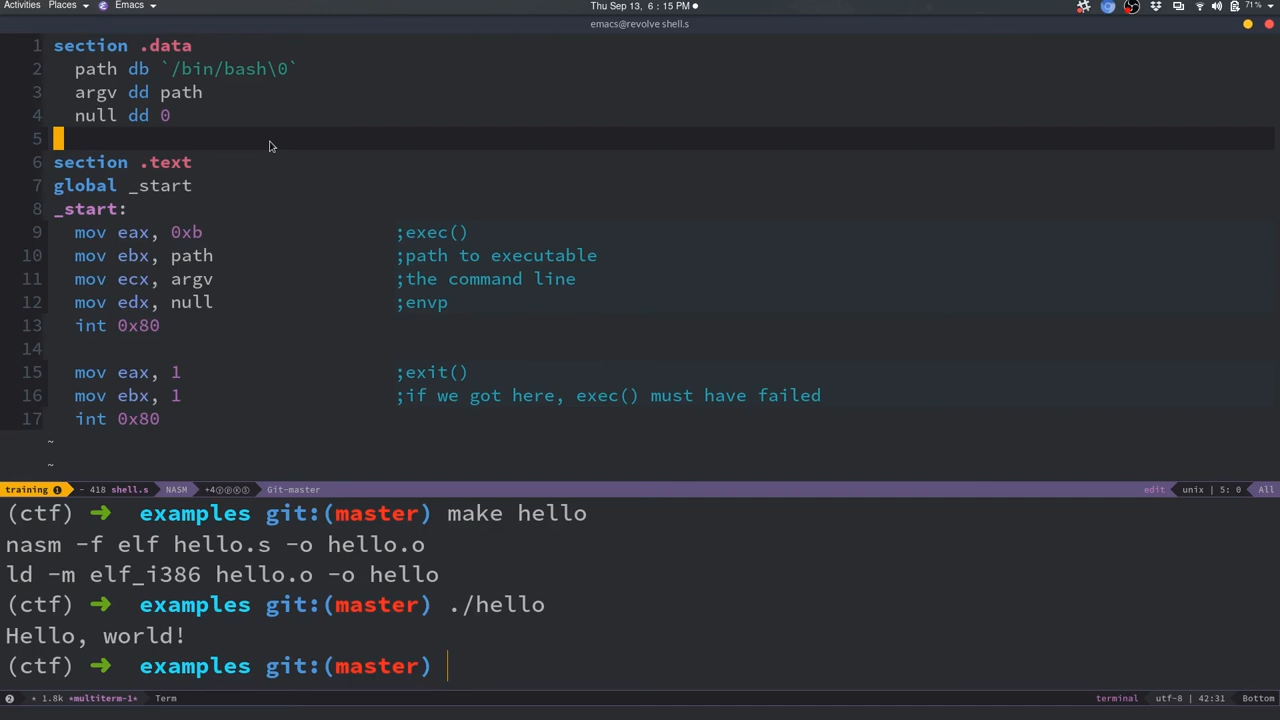 Activities Places Emacs Thu Sep 13, 6 : 15 PM 71%
emacs@revolve shell.s
1 section .data
2 path db `/bin/bash\0`
3 argv dd path
4 null dd 0
5
6 section .text
7 global _start
8 _start:
9 mov eax, 0xb ;exec()
10 mov ebx, path ;path to executable
11 mov ecx, argv ;the command line
12 mov edx, null ;envp
13 int 0x80
14
15 mov eax, 1 ;exit()
16 mov ebx, 1 ;if we got here, exec() must have failed
17 int 0x80
~
~
training ❶ - 418 shell.s NASM +4ⓨⓟⓚⓢ Git-master edit unix | 5: 0 All
(ctf) ➜ examples git:(master) make hello
nasm -f elf hello.s -o hello.o
ld -m elf_i386 hello.o -o hello
(ctf) ➜ examples git:(master) ./hello
Hello, world!
(ctf) ➜ examples git:(master)
❷ * 1.8k *multiterm-1* Term terminal utf-8 | 42:31 Bottom